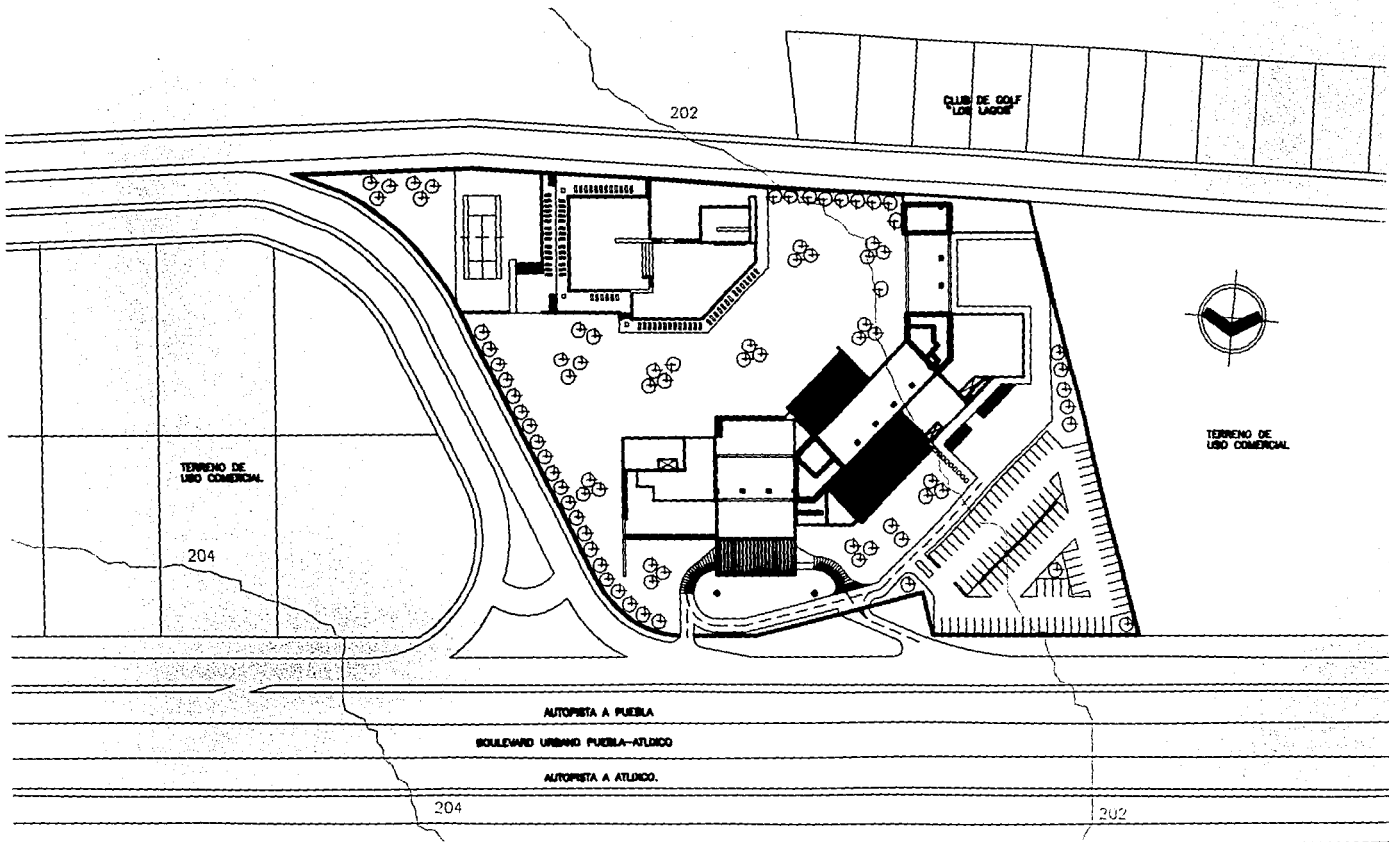 202
CLUB DE GOLF
"LOS LAGOS"
TERRENO DE
USO COMERCIAL
TERRENO DE
USO COMERCIAL
204
AUTOPISTA A PUEBLA
BOULEVARD URBANO PUEBLA-ATLIXCO
AUTOPISTA A ATLIXCO.
204
202